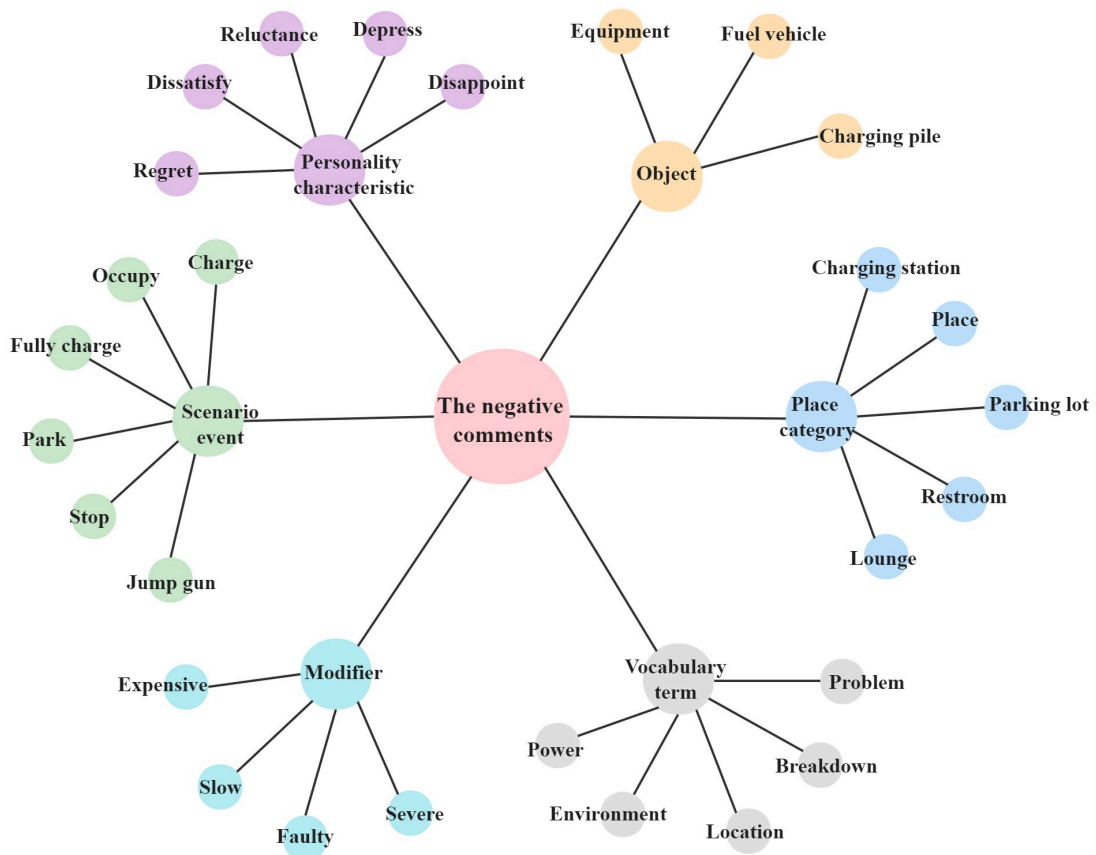 Depress
Reluctance
Dissatisfy
Disappoint
Regret
Personality
characteristic
Equipment
Fuel vehicle
Charging pile
Object
Charge
Occupy
Fully charge
Park
Stop
Jump gun
Scenario
event
The negative
comments
Charging station
Place
Parking lot
Restroom
Lounge
Place
category
Modifier
Expensive
Slow
Faulty
Severe
Vocabulary
term
Problem
Power
Breakdown
Environment
Location